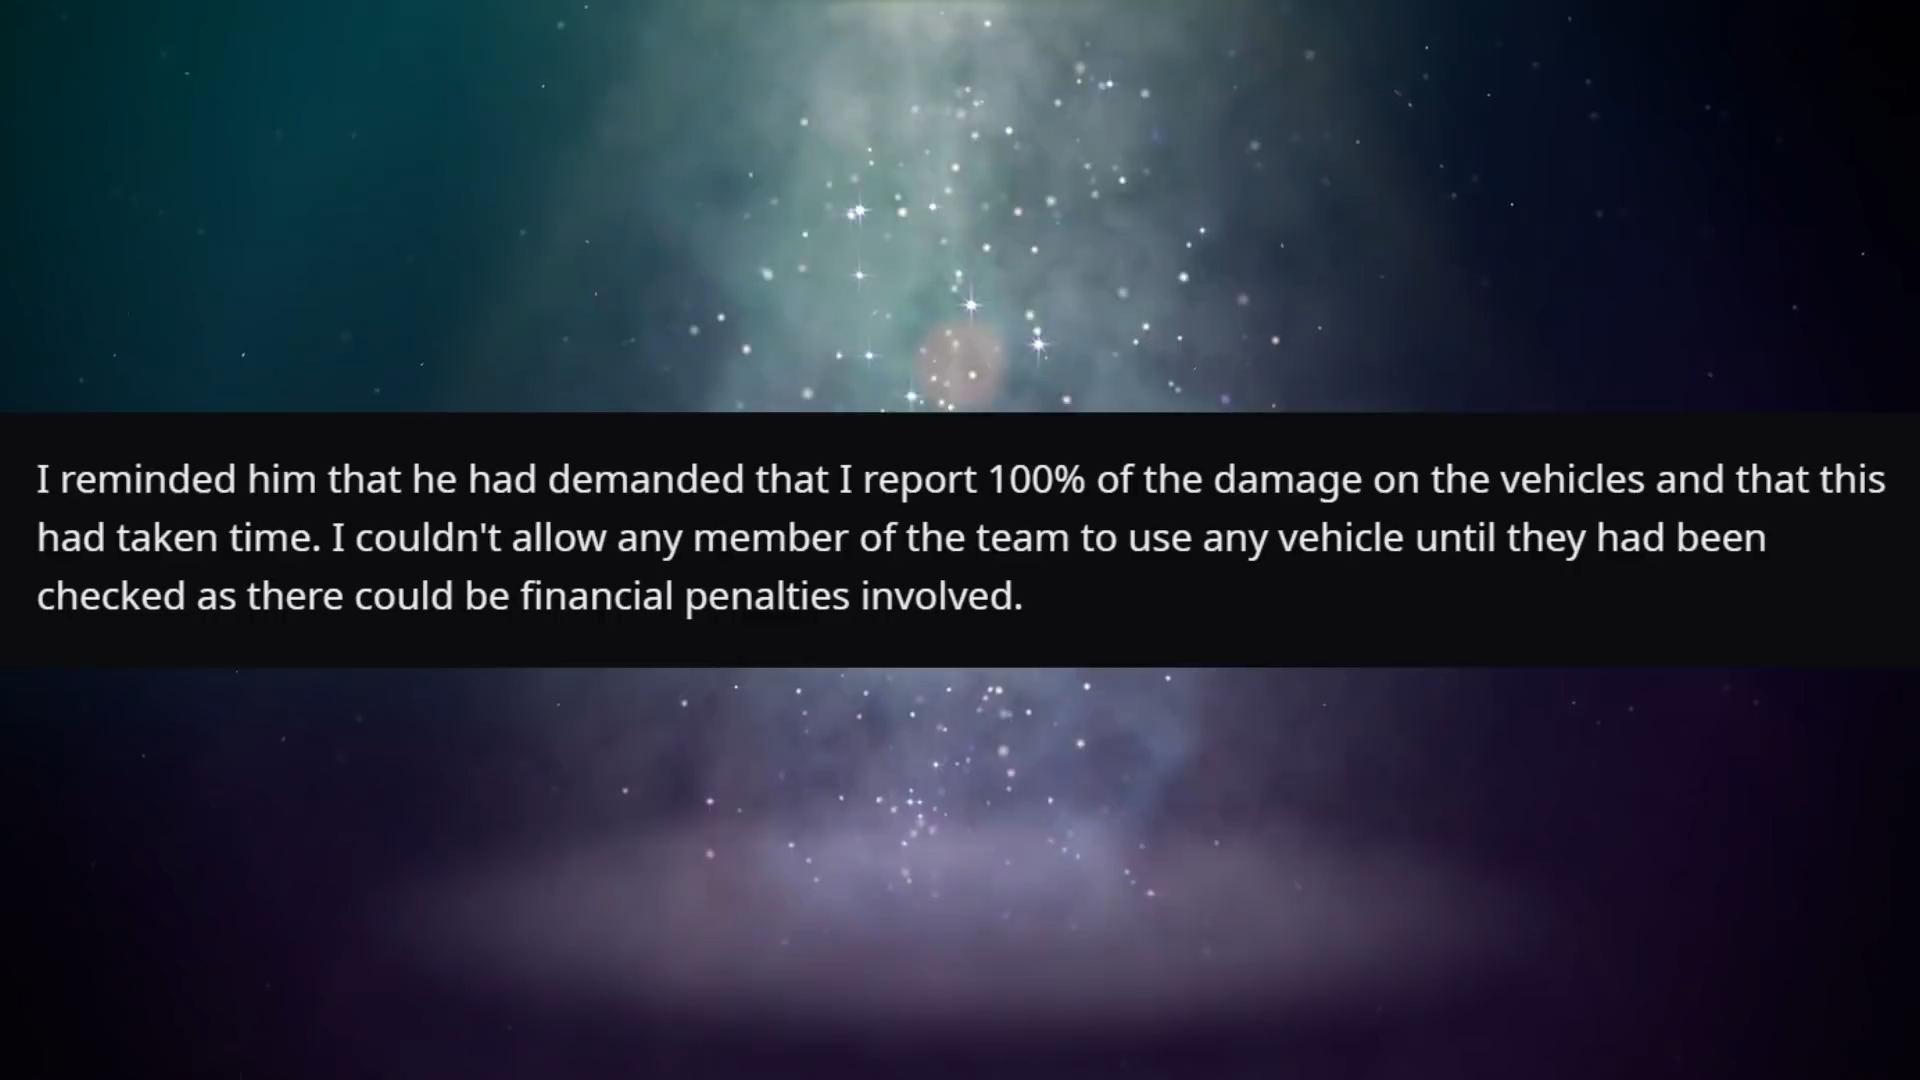 I reminded him that he had demanded that I report 100% of the damage on the vehicles and that this
had taken time. I couldn't allow any member of the team to use any vehicle until they had been
checked as there could be financial penalties involved.